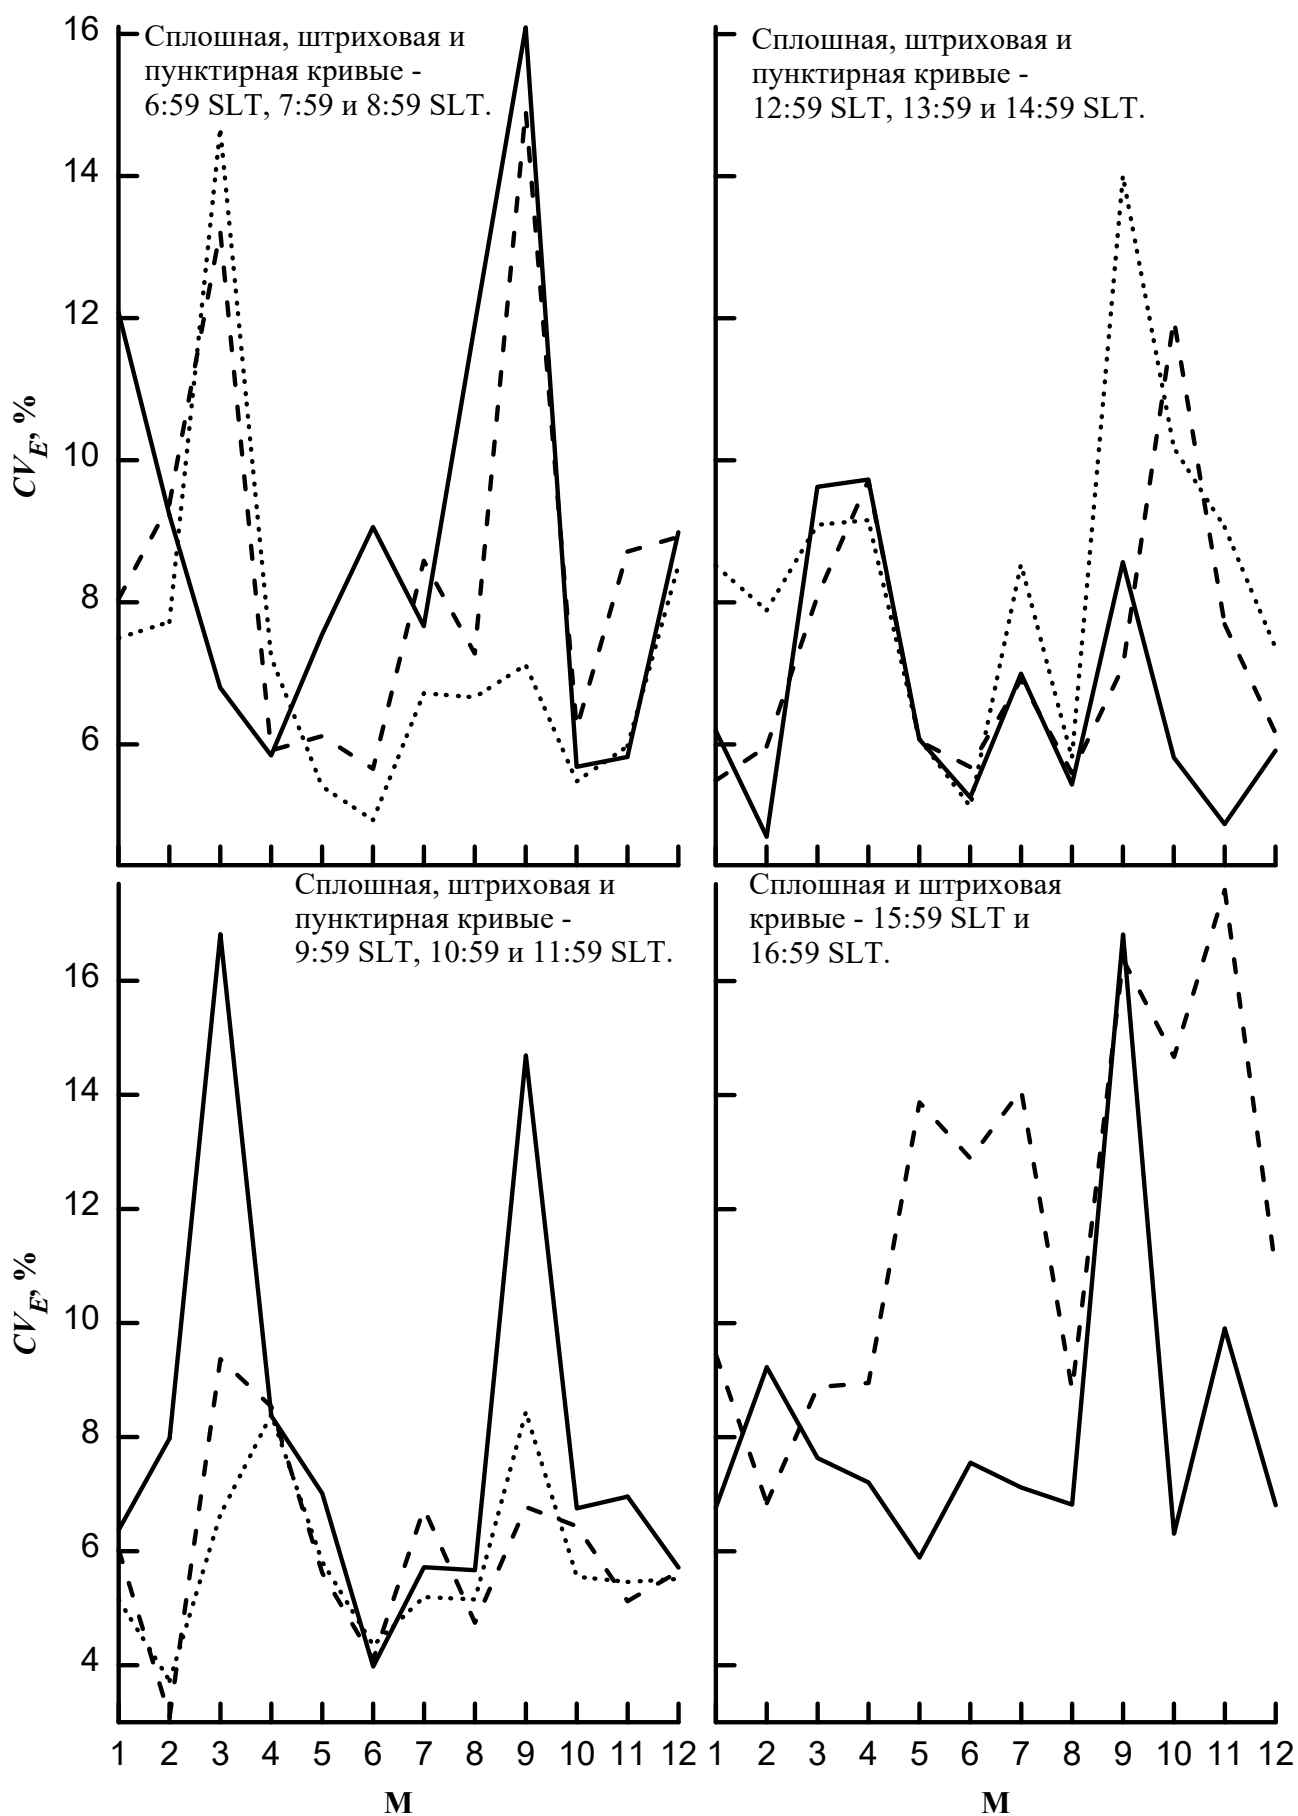 Сплошная, штриховая и
пунктирная кривые -
6:59 SLT, 7:59 и 8:59 SLT.
Сплошная, штриховая и
пунктирная кривые -
12:59 SLT, 13:59 и 14:59 SLT.
16
14
12
10
8
6
CV_E, %
Сплошная, штриховая и
пунктирная кривые -
9:59 SLT, 10:59 и 11:59 SLT.
Сплошная и штриховая
кривые - 15:59 SLT и
16:59 SLT.
16
14
12
10
8
6
4
CV_E, %
1 2 3 4 5 6 7 8 9 10 11 12
1 2 3 4 5 6 7 8 9 10 11 12
М
М